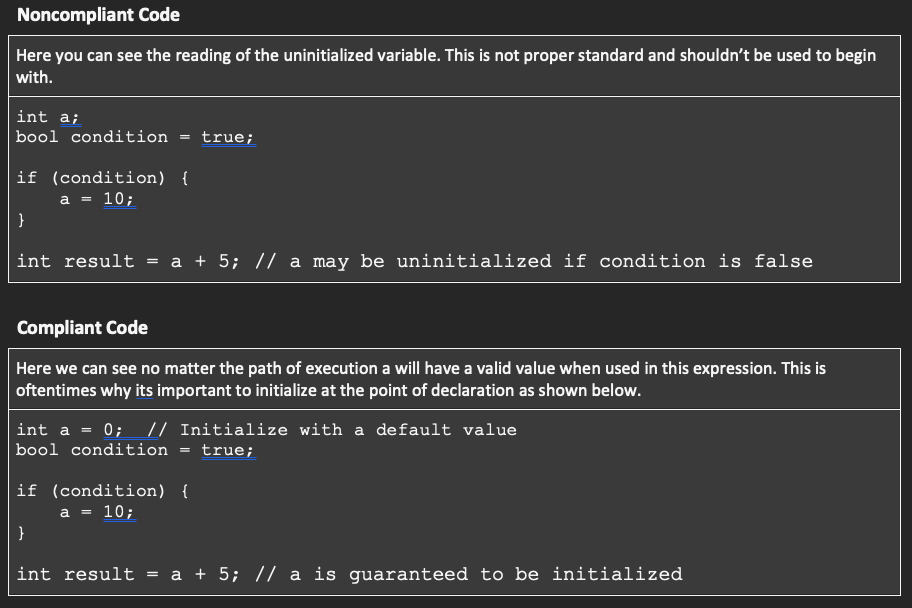 Noncompliant Code
Here you can see the reading of the uninitialized variable. This is not proper standard and shouldn’t be used to begin
with.
int a;
bool condition = true;
if (condition) {
    a = 10;
}
int result = a + 5; // a may be uninitialized if condition is false
Compliant Code
Here we can see no matter the path of execution a will have a valid value when used in this expression. This is
oftentimes why its important to initialize at the point of declaration as shown below.
int a = 0;  // Initialize with a default value
bool condition = true;
if (condition) {
    a = 10;
}
int result = a + 5; // a is guaranteed to be initialized